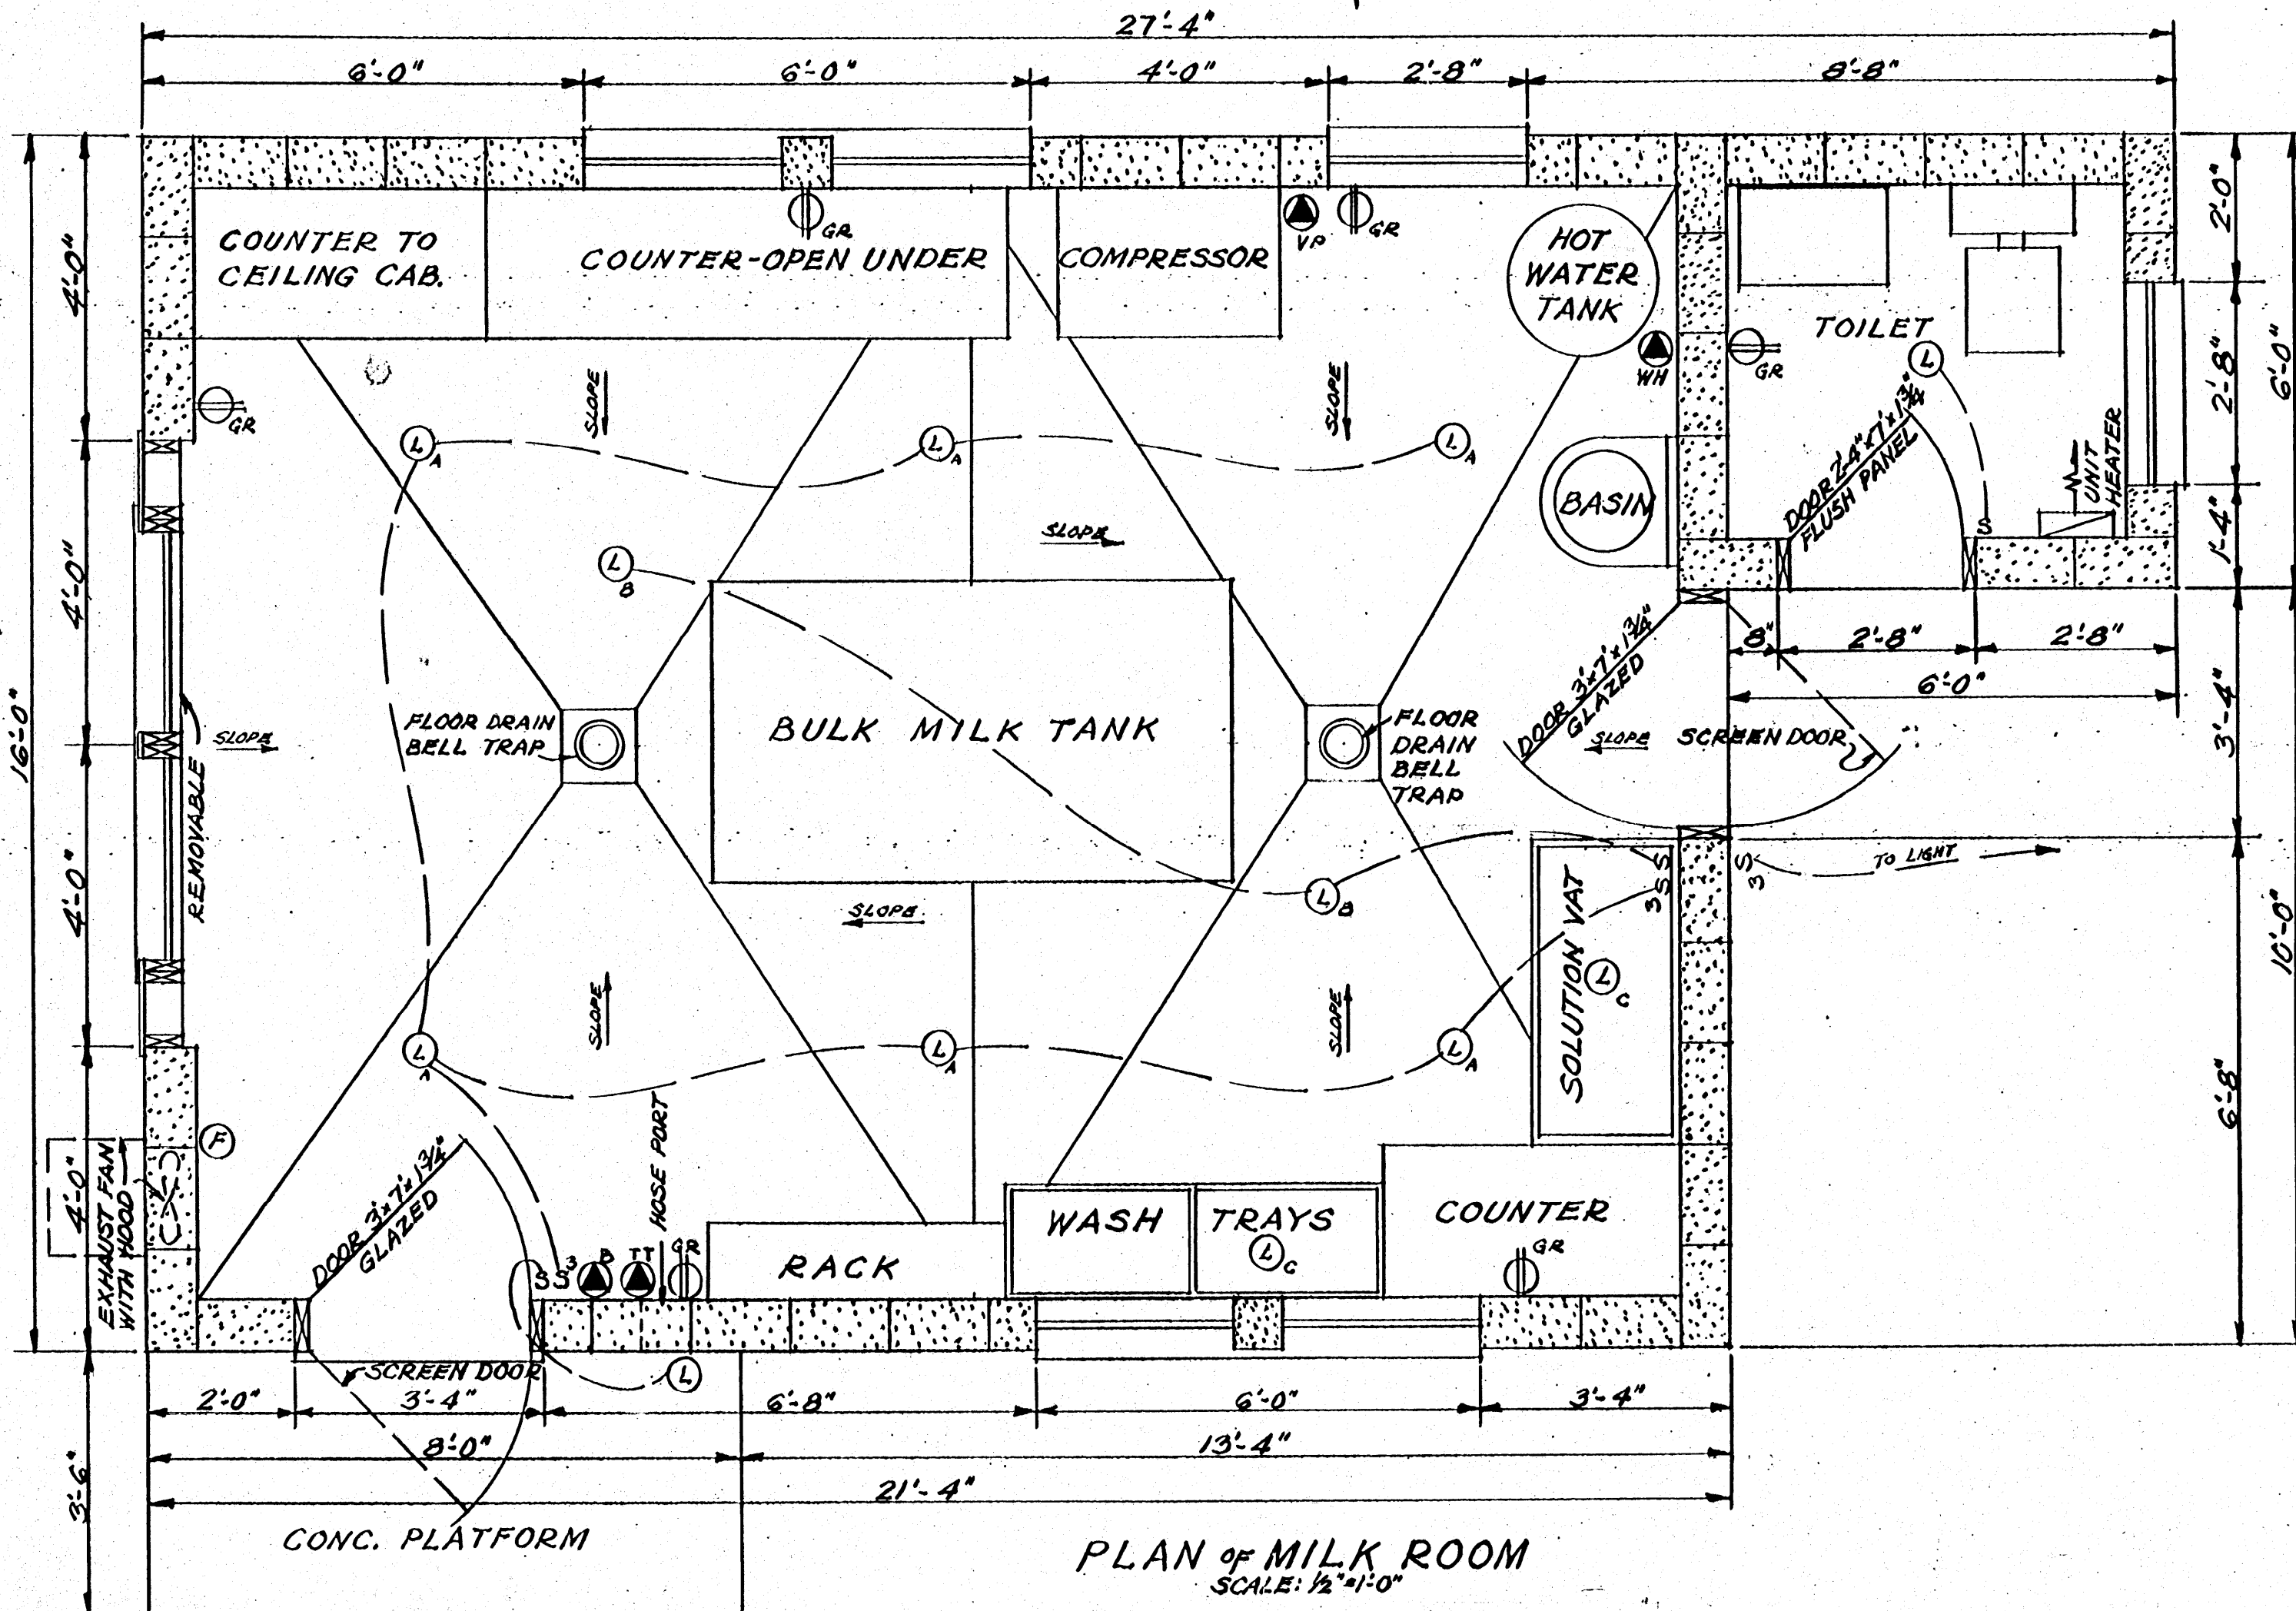 27'-4"
6'-0"
6'-0"
4'-0"
2'-8"
8'-8"
COUNTER TO
CEILING CAB.
GR
COUNTER-OPEN UNDER
COMPRESSOR
VP
GR
HOT
WATER
TANK
WH
GR
TOILET
L
DOOR 2'-4"x7'x1¾"
FLUSH PANEL
S
UNIT
HEATER
2'-0"
2'-8"
1'-4"
6'-0"
4'-0"
4'-0"
4'-0"
4'-0"
16'-0"
3'-6"
GR
SLOPE
SLOPE
L A
L A
L A
L B
SLOPE
BASIN
DOOR 3'x7'x1¾"
GLAZED
8"
2'-8"
2'-8"
6'-0"
3'-4"
REMOVABLE
SLOPE
FLOOR DRAIN
BELL TRAP
BULK MILK TANK
FLOOR
DRAIN
BELL
TRAP
SLOPE
SCREEN DOOR
S
3 S S
S
3
TO LIGHT
SLOPE
L B
SOLUTION VAT
L C
SLOPE
SLOPE
L A
L A
L A
10'-0"
6'-8"
F
EXHAUST FAN
WITH HOOD
DOOR 3'x7'x1¾"
GLAZED
HOSE PORT
S S 3
B
TT
GR
RACK
WASH TRAYS
L C
COUNTER
GR
SCREEN DOOR
L
2'-0"
3'-4"
6'-8"
6'-0"
3'-4"
8'-0"
13'-4"
21'-4"
CONC. PLATFORM
PLAN OF MILK ROOM
SCALE: ½"=1'-0"